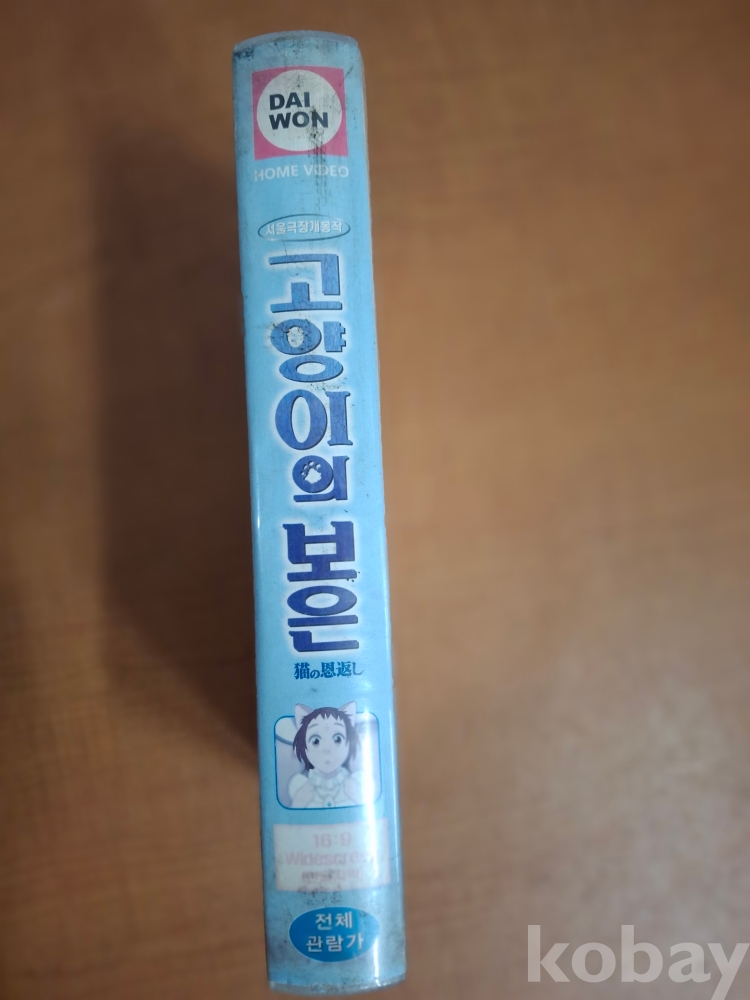 DAI
WON
HOME VIDEO
서울극장개봉작
고양이의 보은
猫の恩返し
16:9
Widescreen
전체
관람가
kobay